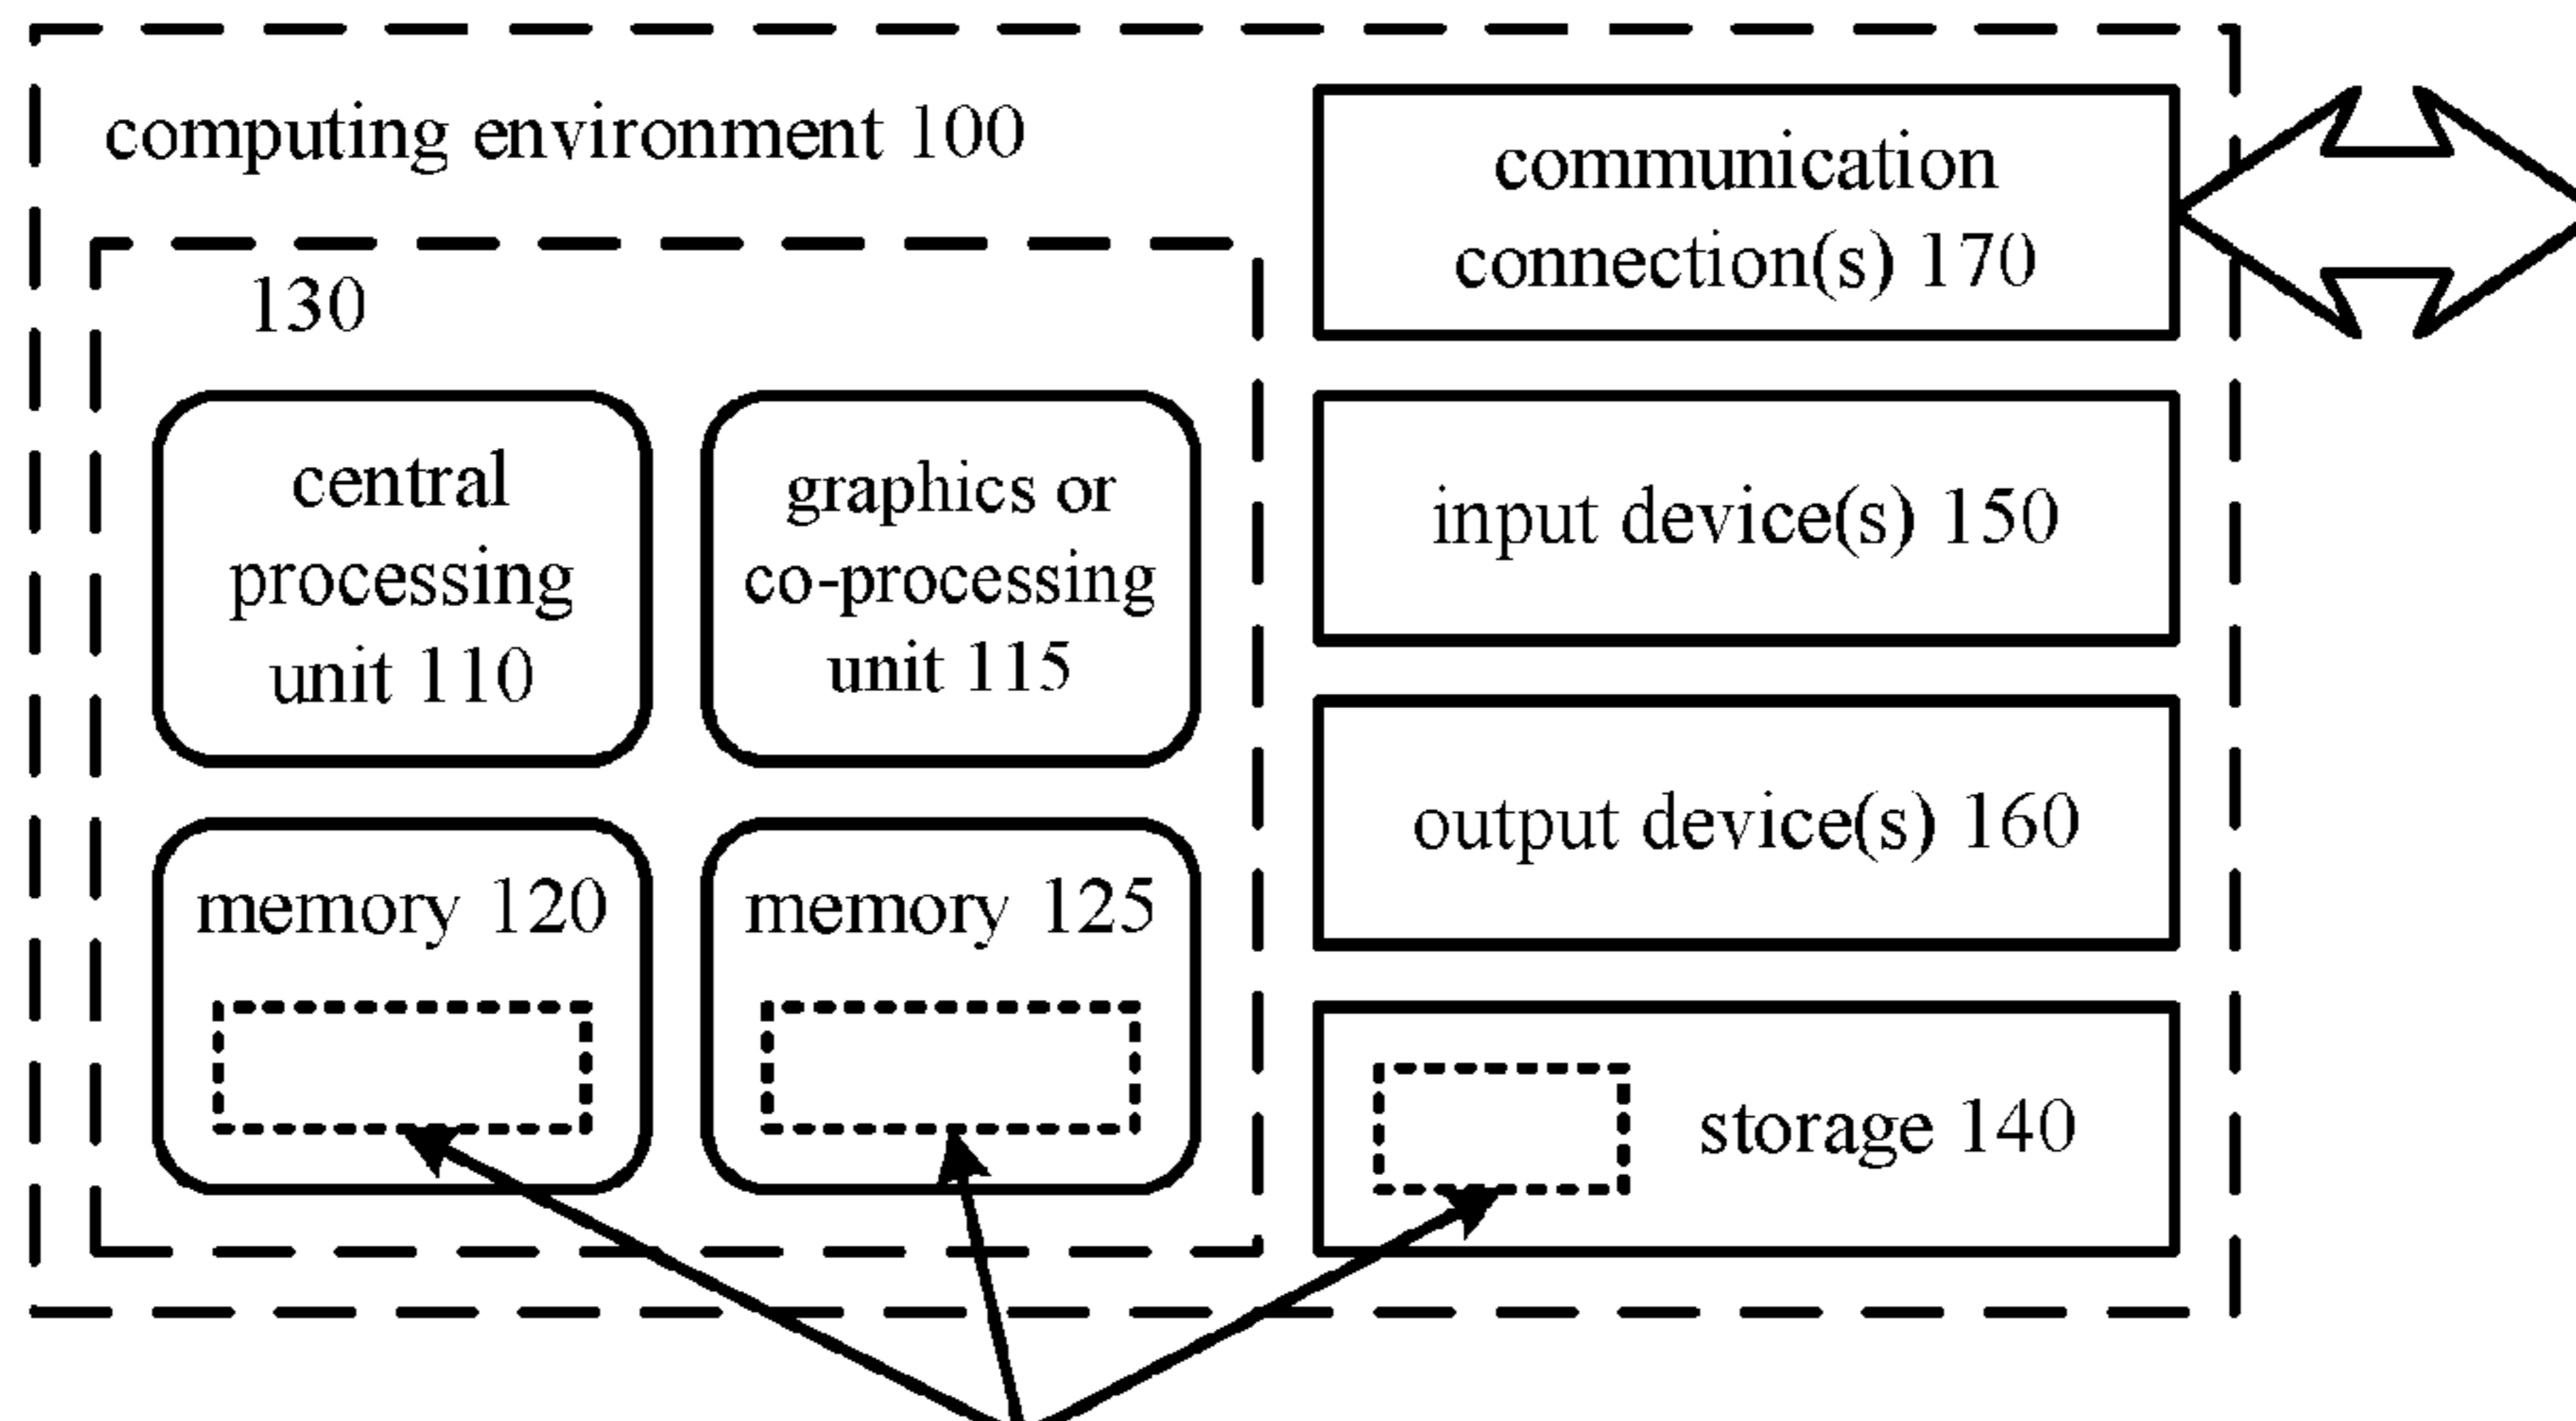 computing environment 100
130
central
processing
unit 110
graphics or
co-processing
unit 115
memory 120
memory 125
communication
connection(s) 170
input device(s) 150
output device(s) 160
storage 140